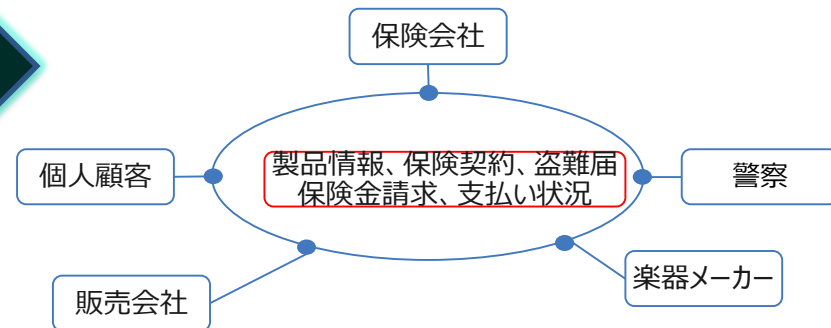 保険会社
個人顧客
製品情報、保険契約、盗難届
保険金請求、支払い状況
警察
販売会社
楽器メーカー